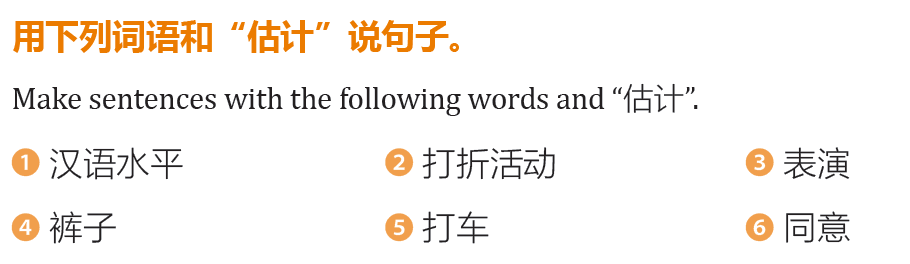 用下列词语和“估计”说句子。
Make sentences with the following words and “估计”.
1 汉语水平 2 打折活动 3 表演
4 裤子 5 打车 6 同意